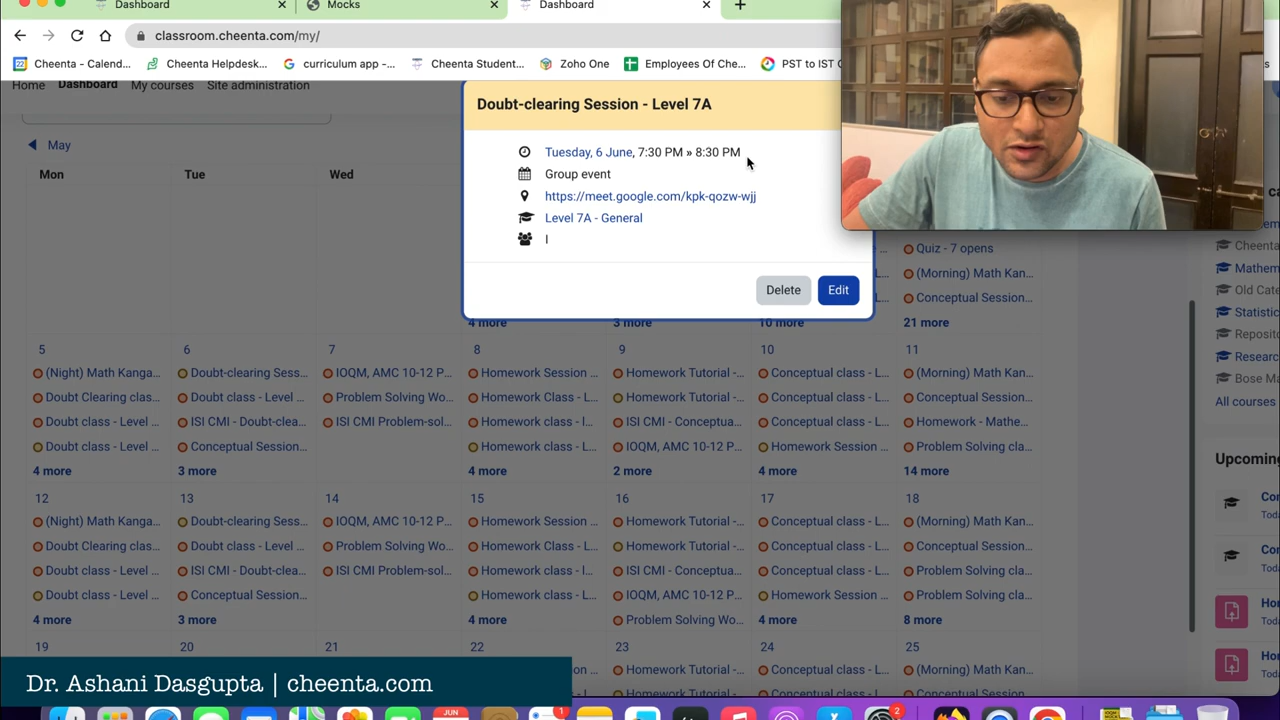 Dashboard
Mocks
Dashboard
classroom.cheenta.com/my/
Cheenta - Calend...
Cheenta Helpdesk...
curriculum app -...
Cheenta Student...
Zoho One
Employees Of Che...
PST to IST C
Home
Dashboard
My courses
Site administration
Doubt-clearing Session - Level 7A
Tuesday, 6 June, 7:30 PM » 8:30 PM
Group event
https://meet.google.com/kpk-qozw-wjj
Level 7A - General
I
Delete
Edit
May
Mon
Tue
Wed
Quiz - 7 opens
(Morning) Math Kan...
Conceptual Session...
4 more
3 more
10 more
21 more
5
6
7
8
9
10
11
(Night) Math Kanga...
Doubt-clearing Sess...
IOQM, AMC 10-12 P...
Homework Session ...
Homework Tutorial -...
Conceptual class - L...
(Morning) Math Kan...
Doubt Clearing clas...
Doubt class - Level ...
Problem Solving Wo...
Homework Class - L...
Homework Tutorial -...
Conceptual class - L...
Conceptual Session...
Doubt class - Level ...
ISI CMI - Doubt-clea...
ISI CMI Problem-sol...
Homework class - l...
ISI CMI - Conceptua...
Conceptual class - L...
Homework - Mathe...
Doubt class - Level ...
Conceptual Session...
Homework class - l...
IOQM, AMC 10-12 P...
Homework Session ...
Problem Solving cla...
4 more
3 more
4 more
2 more
4 more
14 more
12
13
14
15
16
17
18
(Night) Math Kanga...
Doubt-clearing Sess...
IOQM, AMC 10-12 P...
Homework Session ...
Homework Tutorial -...
Conceptual class - L...
(Morning) Math Kan...
Doubt Clearing clas...
Doubt class - Level ...
Problem Solving Wo...
Homework Class - L...
Homework Tutorial -...
Conceptual class - L...
Conceptual Session...
Doubt class - Level ...
ISI CMI - Doubt-clea...
ISI CMI Problem-sol...
Homework class - l...
ISI CMI - Conceptua...
Conceptual class - L...
Problem Solving cla...
Doubt class - Level ...
Conceptual Session...
Homework class - l...
IOQM, AMC 10-12 P...
Homework Session ...
Problem Solving cla...
4 more
3 more
4 more
Problem Solving Wo...
4 more
8 more
19
20
21
22
23
24
25
Homework Tutorial -...
Conceptual class - L...
(Morning) Math Kan...
Cheenta
Mathem
Old Cate
Statistic
Reposito
Research
Bose Ma
All courses
Upcoming
Today
Today
Dr. Ashani Dasgupta | cheenta.com
JUN
1
2